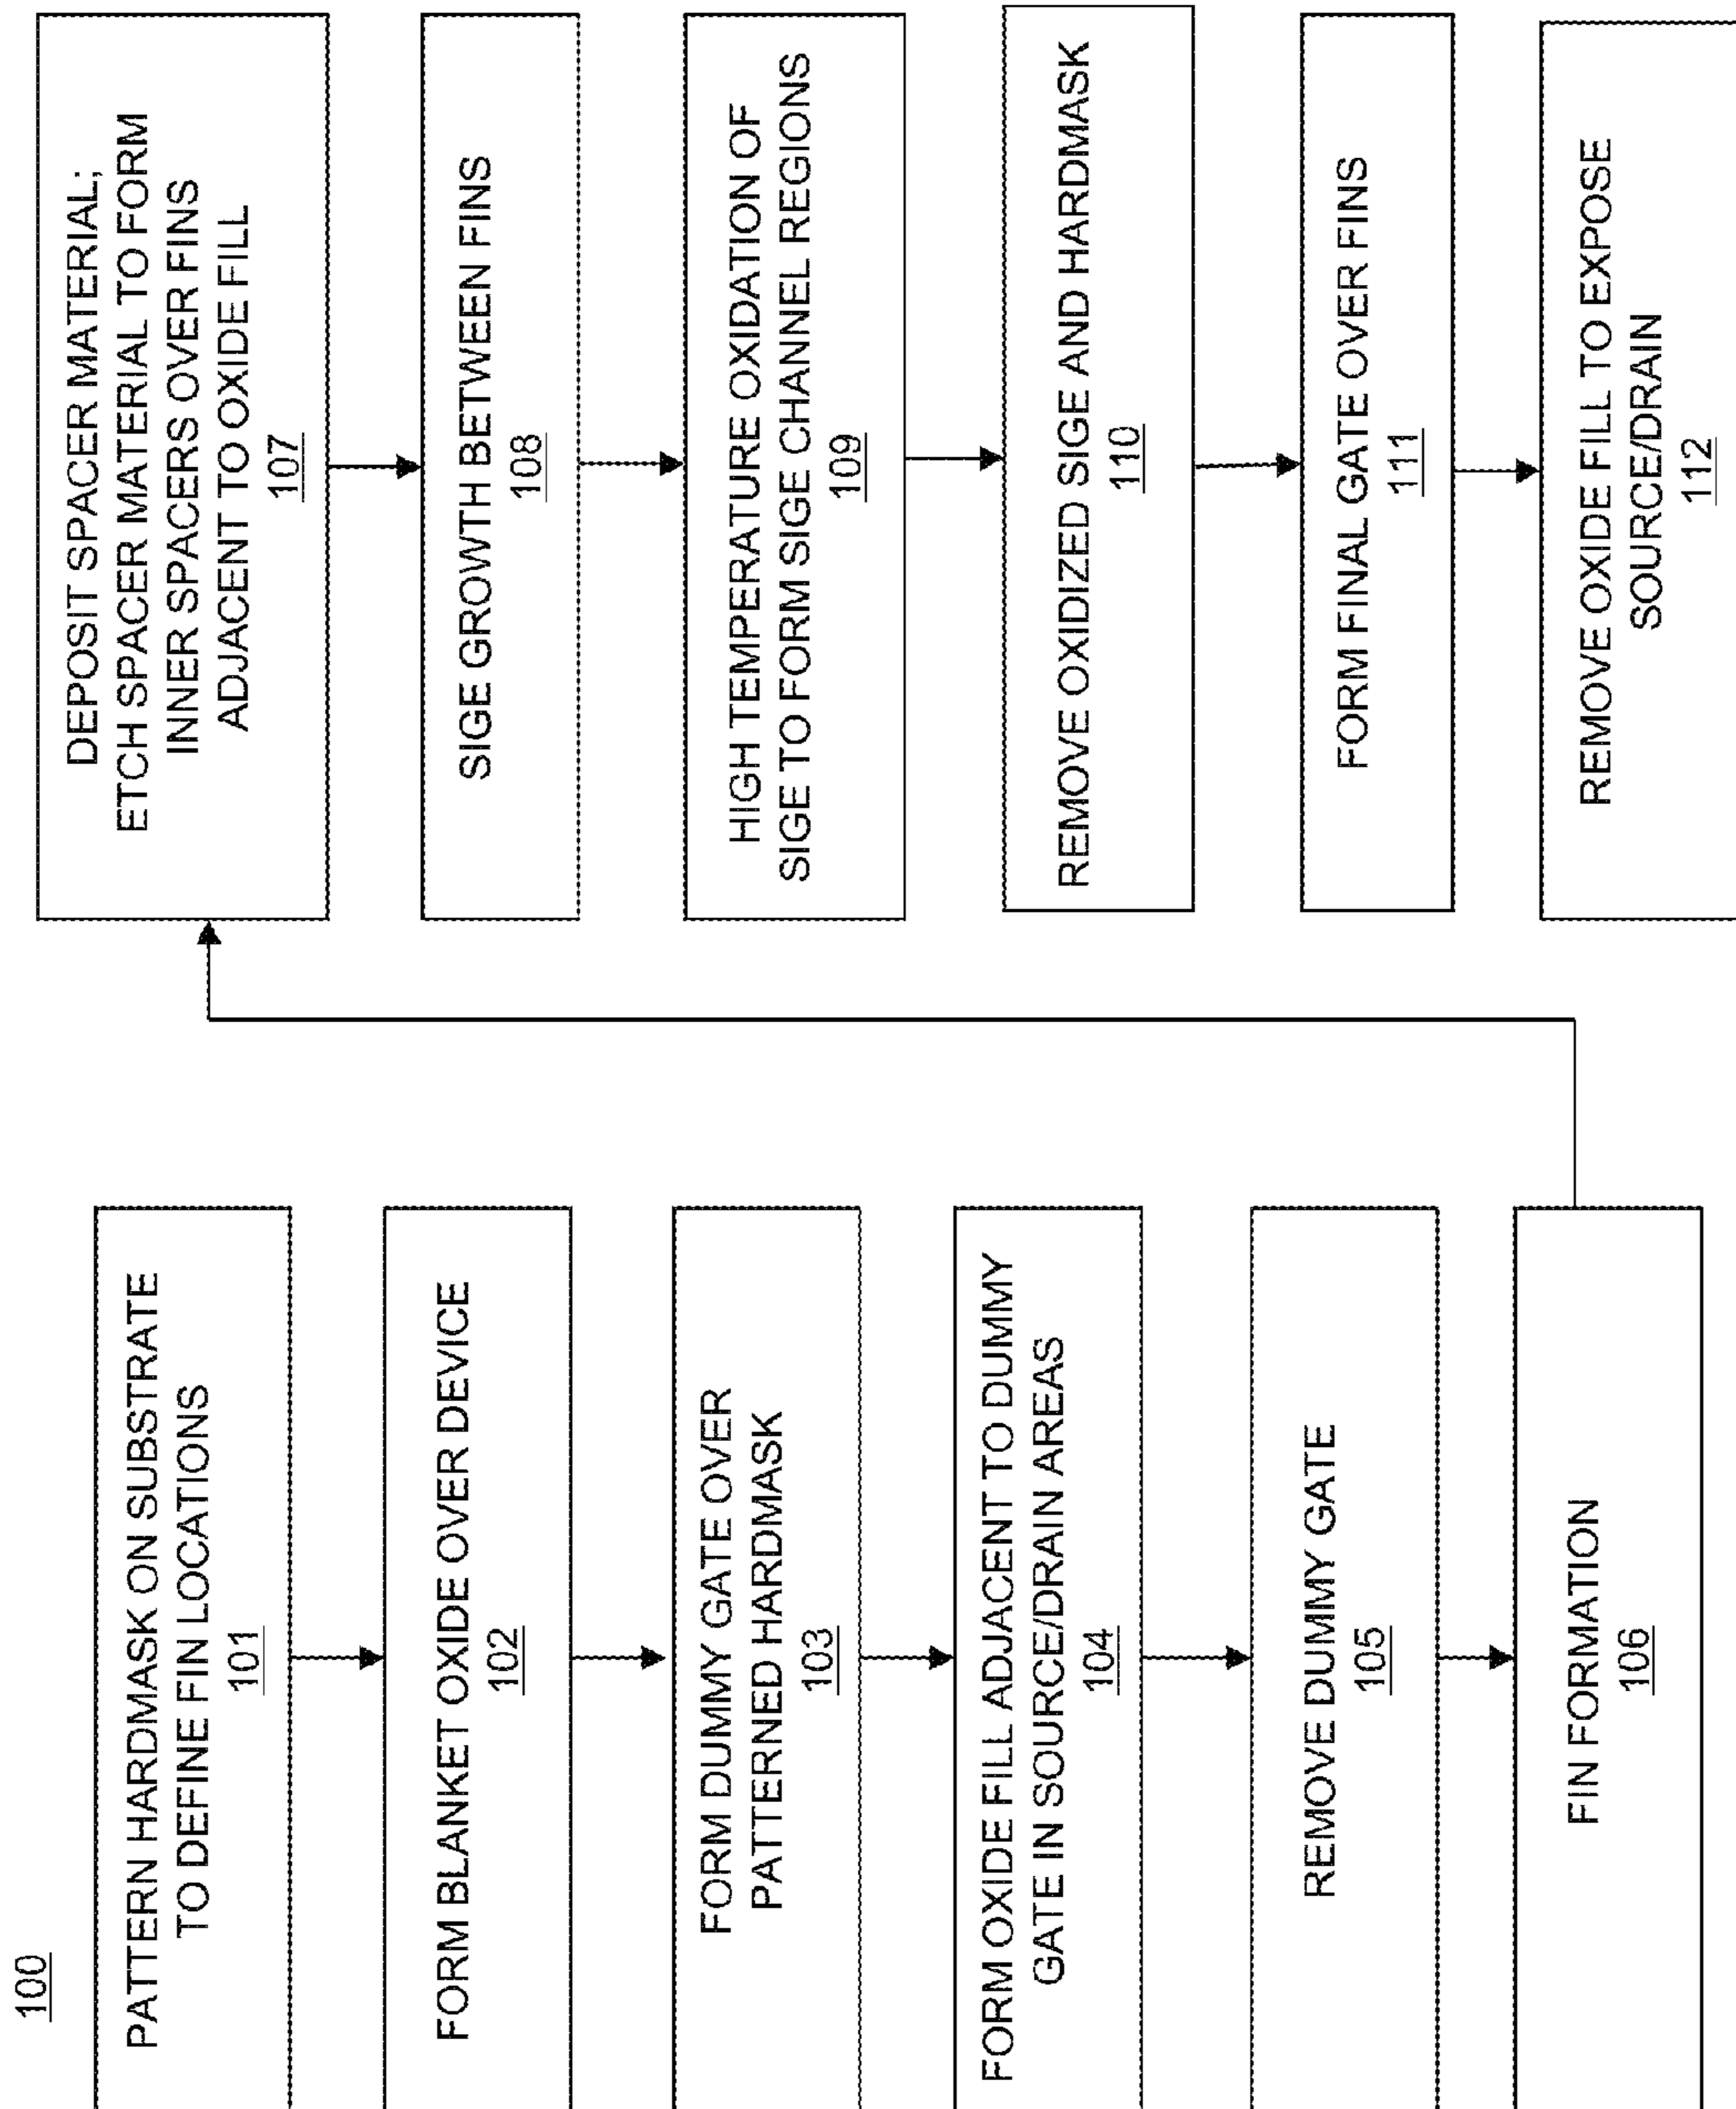 100
PATTERN HARDMASK ON SUBSTRATE
TO DEFINE FIN LOCATIONS
101
FORM BLANKET OXIDE OVER DEVICE
102
FORM DUMMY GATE OVER
PATTERNED HARDMASK
103
FORM OXIDE FILL ADJACENT TO DUMMY
GATE IN SOURCE/DRAIN AREAS
104
REMOVE DUMMY GATE
105
FIN FORMATION
106
DEPOSIT SPACER MATERIAL;
ETCH SPACER MATERIAL TO FORM
INNER SPACERS OVER FINS
ADJACENT TO OXIDE FILL
107
SIGE GROWTH BETWEEN FINS
108
HIGH TEMPERATURE OXIDATION OF
SIGE TO FORM SIGE CHANNEL REGIONS
109
REMOVE OXIDIZED SIGE AND HARDMASK
110
FORM FINAL GATE OVER FINS
111
REMOVE OXIDE FILL TO EXPOSE
SOURCE/DRAIN
112